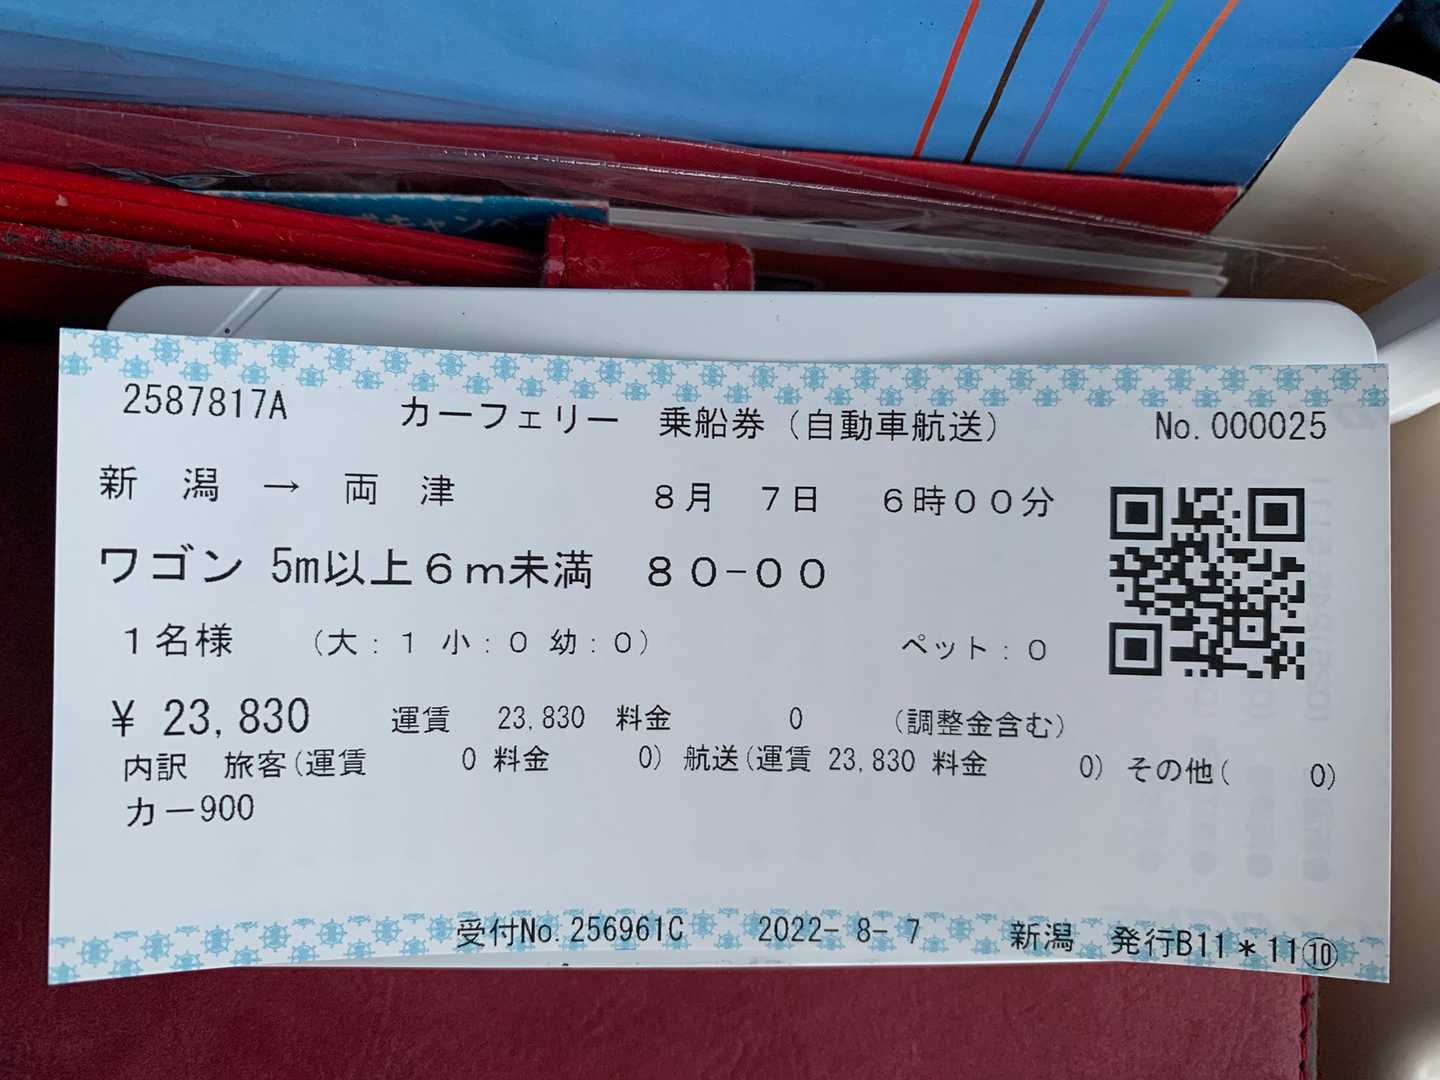 キャンペ
2587817A カーフェリー 乗船券（自動車航送） No.000025
新 潟 → 両 津 8月 7日 6時00分
ワゴン 5m以上6m未満 80-00
1名様 （大：1 小：0 幼：0） ペット：0
¥ 23,830 運賃 23,830 料金 0 （調整金含む）
内訳 旅客(運賃 0 料金 0) 航送(運賃 23,830 料金 0) その他( 0)
カー900
受付No.256961C 2022- 8- 7 新潟 発行B11＊11⑩